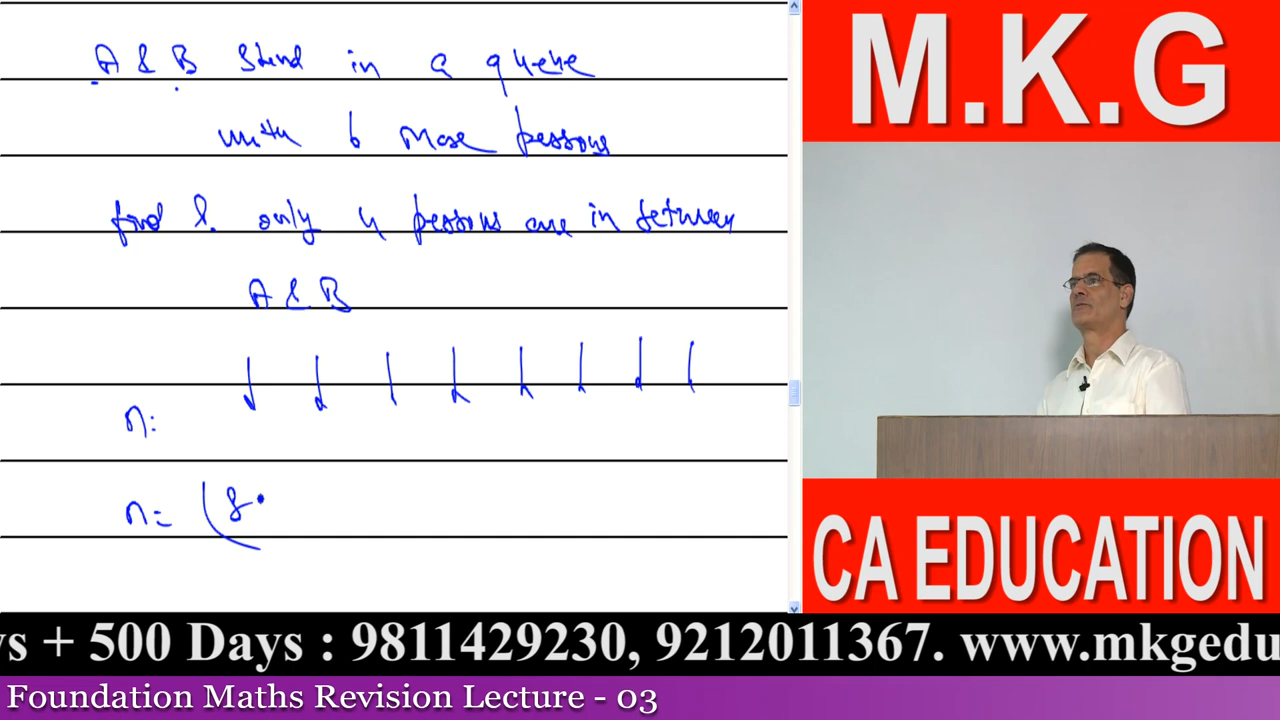 A & B stand in a queue
with 6 more persons
find P. only 4 persons are in between
A & B
n=
n= (8
M.K.G
CA EDUCATION
ys + 500 Days : 9811429230, 9212011367. www.mkgedu
Foundation Maths Revision Lecture - 03